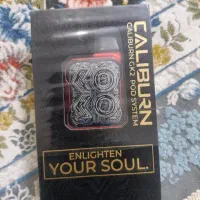 CALIBURN
CALIBURN GK2 POD SYSTEM
ENLIGHTEN
YOUR SOUL.